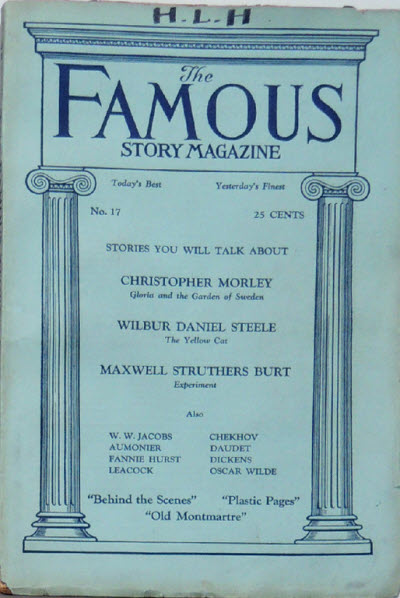 H-L-H
The
FAMOUS
STORY MAGAZINE
Today's Best Yesterday's Finest
No. 17 25 CENTS
STORIES YOU WILL TALK ABOUT
CHRISTOPHER MORLEY
Gloria and the Garden of Sweden
WILBUR DANIEL STEELE
The Yellow Cat
MAXWELL STRUTHERS BURT
Experiment
Also
W. W. JACOBS CHEKHOV
AUMONIER DAUDET
FANNIE HURST DICKENS
LEACOCK OSCAR WILDE
"Behind the Scenes" "Plastic Pages"
"Old Montmartre"